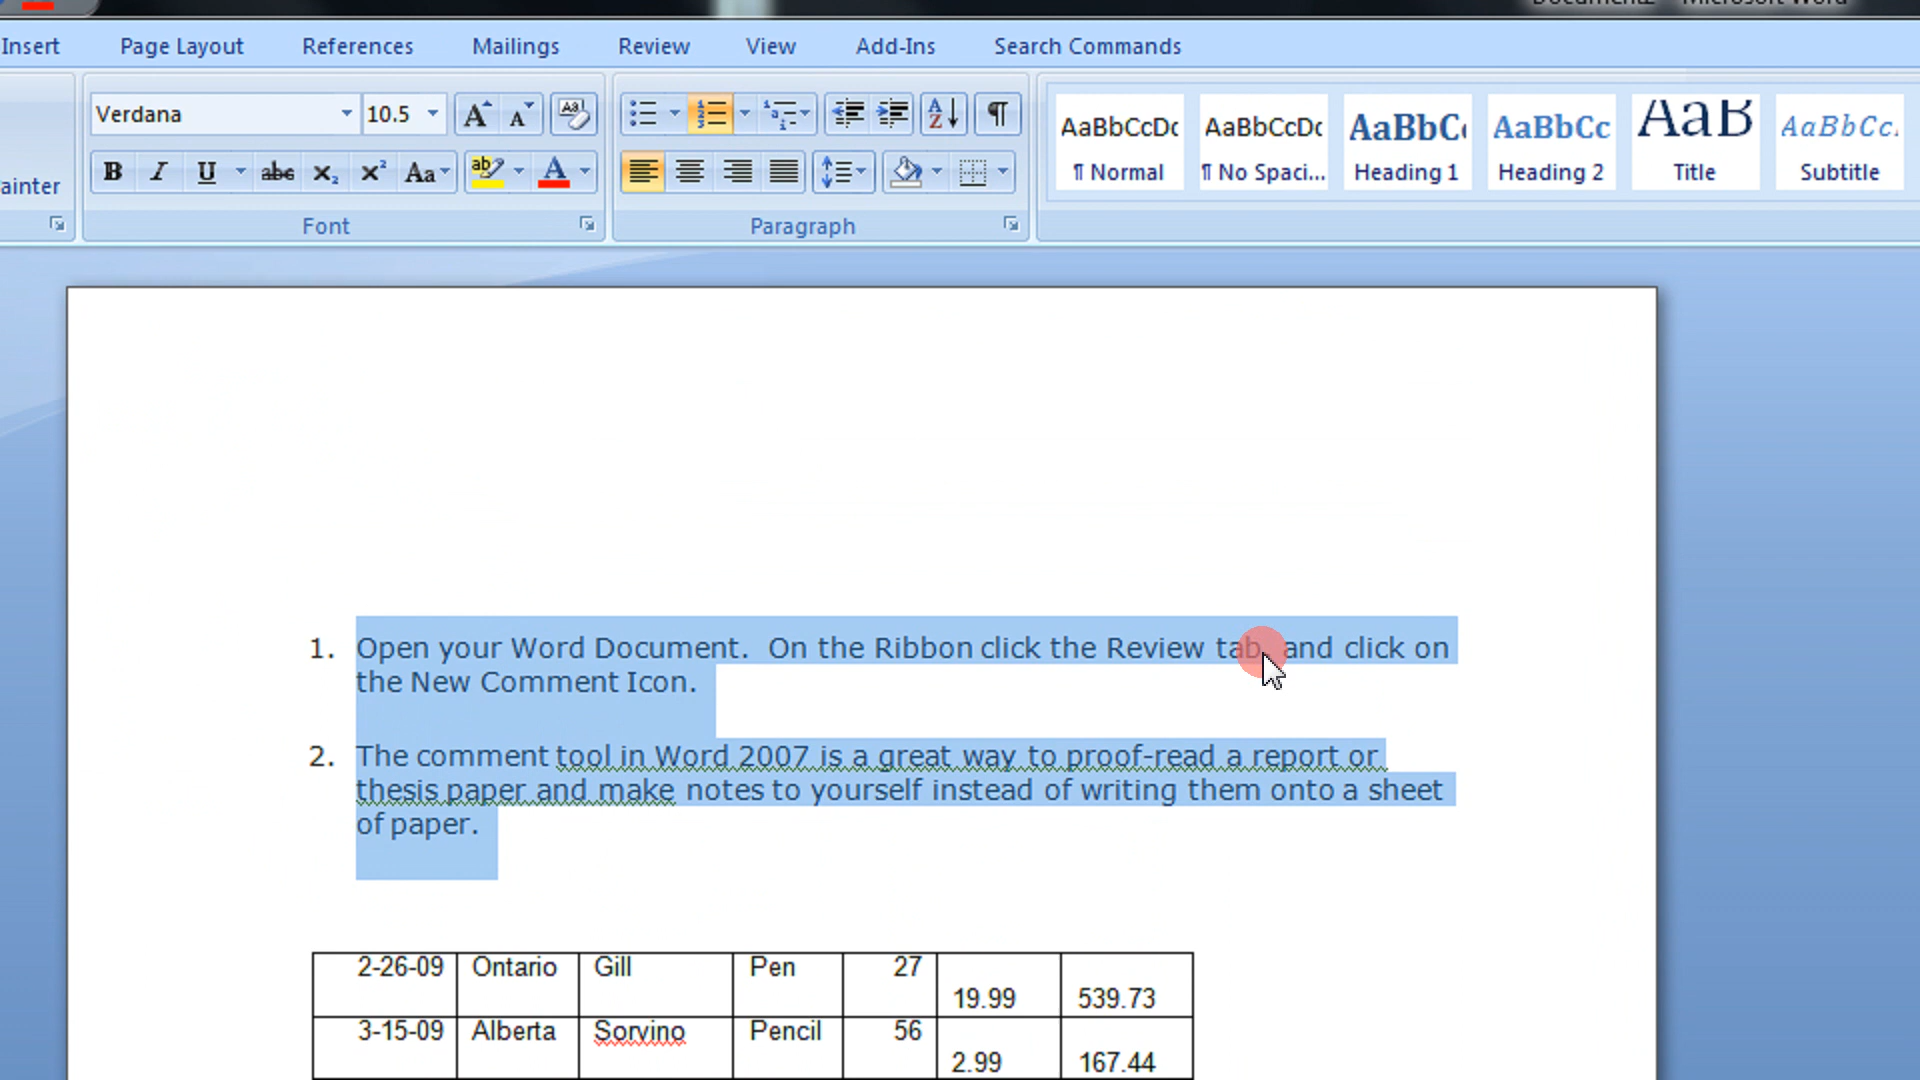 Insert Page Layout References Mailings Review View Add-Ins Search Commands
Verdana 10.5 Aa AaBbCcDc AaBbCcDc AaBbC AaBbCc AaB AaBbCc.
¶ Normal ¶ No Spaci... Heading 1 Heading 2 Title Subtitle
Font Paragraph
1. Open your Word Document. On the Ribbon click the Review tab, and click on
the New Comment Icon.
2. The comment tool in Word 2007 is a great way to proof-read a report or
thesis paper and make notes to yourself instead of writing them onto a sheet
of paper.
2-26-09 Ontario Gill Pen 27 19.99 539.73
3-15-09 Alberta Sorvino Pencil 56 2.99 167.44